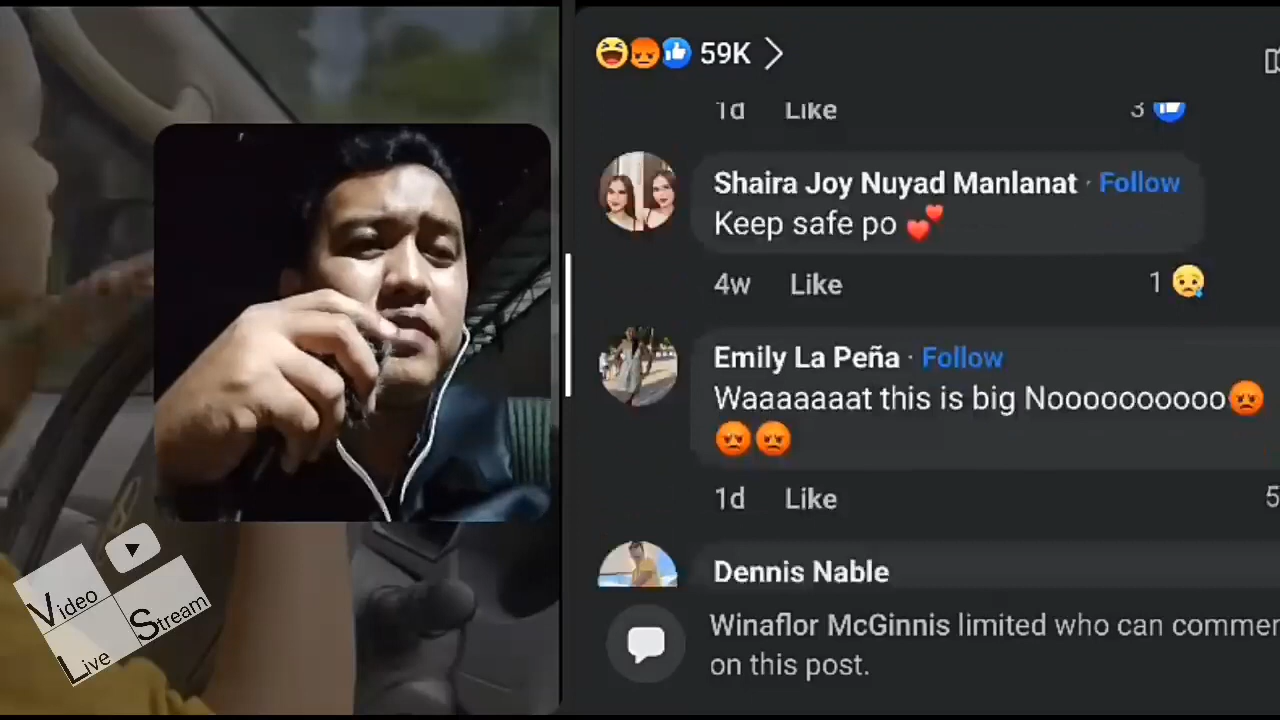 59K
1d Like 3
Shaira Joy Nuyad Manlanat · Follow
Keep safe po
4w Like 1
Emily La Peña · Follow
Waaaaaaat this is big Noooooooooo
1d Like 5
Dennis Nable
Winaflor McGinnis limited who can commen
on this post.
Video
Live Stream